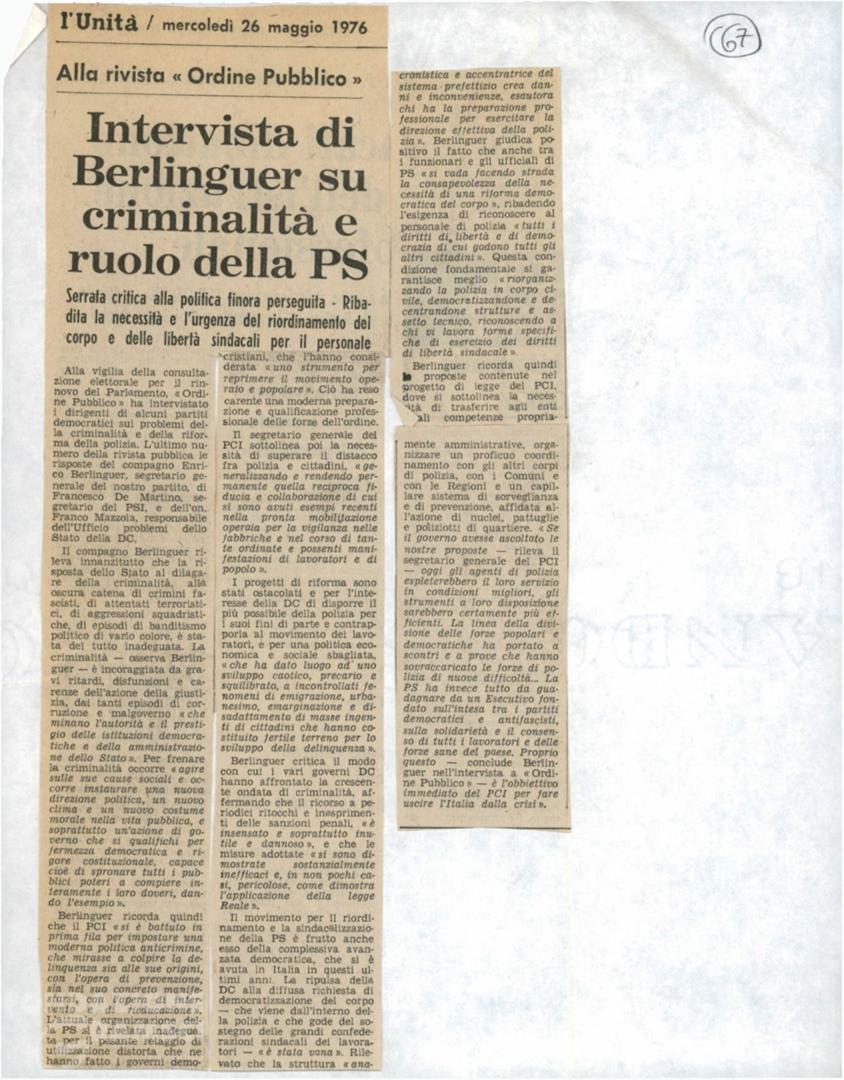 l'Unità / mercoledì 26 maggio 1976
67
Alla rivista « Ordine Pubblico »
Intervista di
Berlinguer su
criminalità e
ruolo della PS
Serrata critica alla politica finora perseguita - Riba-
dita la necessità e l'urgenza del riordinamento del
corpo e delle libertà sindacali per il personale
Alla vigilia della consulta-
zione elettorale per il rin-
novo del Parlamento, «Ordi-
ne Pubblico» ha intervistato
i dirigenti di alcuni partiti
democratici sui problemi del-
la criminalità e della rifor-
ma della polizia. L'ultimo nu-
mero della rivista pubblica le
risposte del compagno Enri-
co Berlinguer, segretario ge-
nerale del nostro partito, di
Francesco De Martino, se-
gretario del PSI, e dell'on.
Franco Mazzola, responsabile
dell'Ufficio problemi dello
Stato della DC.
Il compagno Berlinguer ri-
leva innanzitutto che la ri-
sposta dello Stato al dilaga-
re della criminalità, alla
oscura catena di crimini fa-
scisti, di attentati terroristi-
ci, di aggressioni squadristi-
che, di episodi di banditismo
politico di vario colore, è sta-
ta del tutto inadeguata. La
criminalità — osserva Berlin-
guer — è incoraggiata da gra-
vi ritardi, disfunzioni e ca-
renze dell'azione della giusti-
zia, dai tanti episodi di cor-
ruzione e malgoverno «che
minano l'autorità e il presti-
gio delle istituzioni democra-
tiche e della amministrazio-
ne dello Stato». Per frenare
la criminalità occorre «agire
sulle sue cause sociali e oc-
corre instaurare una nuova
direzione politica, un nuovo
clima e un nuovo costume
morale nella vita pubblica, e
soprattutto un'azione di go-
verno che si qualifichi per
fermezza democratica e ri-
gore costituzionale, capace
cioè di spronare tutti i pub-
blici poteri a compiere in-
teramente i loro doveri, dan-
do l'esempio».
Berlinguer ricorda quindi
che il PCI «si è battuto in
prima fila per impostare una
moderna politica anticrimine,
che mirasse a colpire la de-
linquenza sia alle sue origini,
con l'opera di prevenzione,
sia nel suo concreto manife-
starsi, con l'opera di inter-
vento e di rieducazione».
L'attuale organizzazione del-
la PS si è rivelata inadegua-
ta per il pesante retaggio di
utilizzazione distorta che ne
hanno fatto i governi demo-
cristiani, che l'hanno consi-
derata «uno strumento per
reprimere il movimento ope-
raio e popolare». Ciò ha reso
carente una moderna prepara-
zione e qualificazione profes-
sionale delle forze dell'ordine.
Il segretario generale del
PCI sottolinea poi la necessi-
tà di superare il distacco
fra polizia e cittadini, «ge-
neralizzando e rendendo per-
manente quella reciproca fi-
ducia e collaborazione di cui
si sono avuti esempi recenti
nella pronta mobilitazione
operaia per la vigilanza nelle
fabbriche e nel corso di tan-
te ordinate e possenti mani-
festazioni di lavoratori e di
popolo».
I progetti di riforma sono
stati ostacolati e per l'inte-
resse della DC di disporre il
più possibile della polizia per
i suoi fini di parte e contrap-
porla al movimento dei lavo-
ratori, e per una politica eco-
nomica e sociale sbagliata,
«che ha dato luogo ad uno
sviluppo caotico, precario e
squilibrato, a incontrollati fe-
nomeni di emigrazione, urba-
nesimo, emarginazione e di-
sadattamento di masse ingen-
ti di cittadini che hanno co-
stituito fertile terreno per lo
sviluppo della delinquenza».
Berlinguer critica il modo
con cui i vari governi DC
hanno affrontato la crescen-
te ondata di criminalità, af-
fermando che il ricorso a pe-
riodici ritocchi e inasprimen-
ti delle sanzioni penali, «è
insensato e soprattutto inu-
tile e dannoso», e che le
misure adottate «si sono di-
mostrate sostanzialmente
inefficaci e, in non pochi ca-
si, pericolose, come dimostra
l'applicazione della legge
Reale».
Il movimento per il riordi-
namento e la sindacalizzazio-
ne della PS è frutto anche
esso della complessiva avan-
zata democratica, che si è
avuta in Italia in questi ul-
timi anni. La ripulsa della
DC alla diffusa richiesta di
democratizzazione del corpo
— che viene dall'interno del-
la polizia e che gode del so-
stegno delle grandi confede-
razioni sindacali dei lavora-
tori — «è stata vana». Rile-
vato che la struttura «ana-
cronistica e accentratrice del
sistema prefettizio crea dan-
ni e inconvenienze, esautora
chi ha la preparazione pro-
fessionale per esercitare la
direzione effettiva della poli-
zia». Berlinguer giudica po-
sitivo il fatto che anche tra
i funzionari e gli ufficiali di
PS «si vada facendo strada
la consapevolezza della ne-
cessità di una riforma demo-
cratica del corpo», ribadendo
l'esigenza di riconoscere al
personale di polizia «tutti i
diritti di libertà e di demo-
crazia di cui godono tutti gli
altri cittadini». Questa con-
dizione fondamentale si ga-
rantisce meglio «riorganiz-
zando la polizia in corpo ci-
vile, democratizzandone e de-
centrandone strutture e as-
setto tecnico, riconoscendo a
chi vi lavora forme specifi-
che di esercizio dei diritti
di libertà sindacale».
Berlinguer ricorda quindi
le proposte contenute nel
progetto di legge del PCI,
dove si sottolinea la neces-
sità di trasferire agli enti
ali competenze propria-
mente amministrative, orga-
nizzare un proficuo coordi-
namento con gli altri corpi
di polizia, con i Comuni e
con le Regioni e un capil-
lare sistema di sorveglianza
e di prevenzione, affidata al-
l'azione di nuclei, pattuglie
e poliziotti di quartiere. «Se
il governo avesse ascoltato le
nostre proposte — rileva il
segretario generale del PCI
— oggi gli agenti di polizia
espleterebbero il loro servizio
in condizioni migliori, gli
strumenti a loro disposizione
sarebbero certamente più ef-
ficienti. La linea della divi-
sione delle forze popolari e
democratiche ha portato a
scontri e a prove che hanno
sovraccaricato le forze di po-
lizia di nuove difficoltà... La
PS ha invece tutto da gua-
dagnare da un Esecutivo fon-
dato sull'intesa tra i partiti
democratici e antifascisti,
sulla solidarietà e il consen-
so di tutti i lavoratori e delle
forze sane del paese. Proprio
questo — conclude Berlin-
guer nell'intervista a «Ordi-
ne Pubblico» — è l'obbiettivo
immediato del PCI per fare
uscire l'Italia dalla crisi».